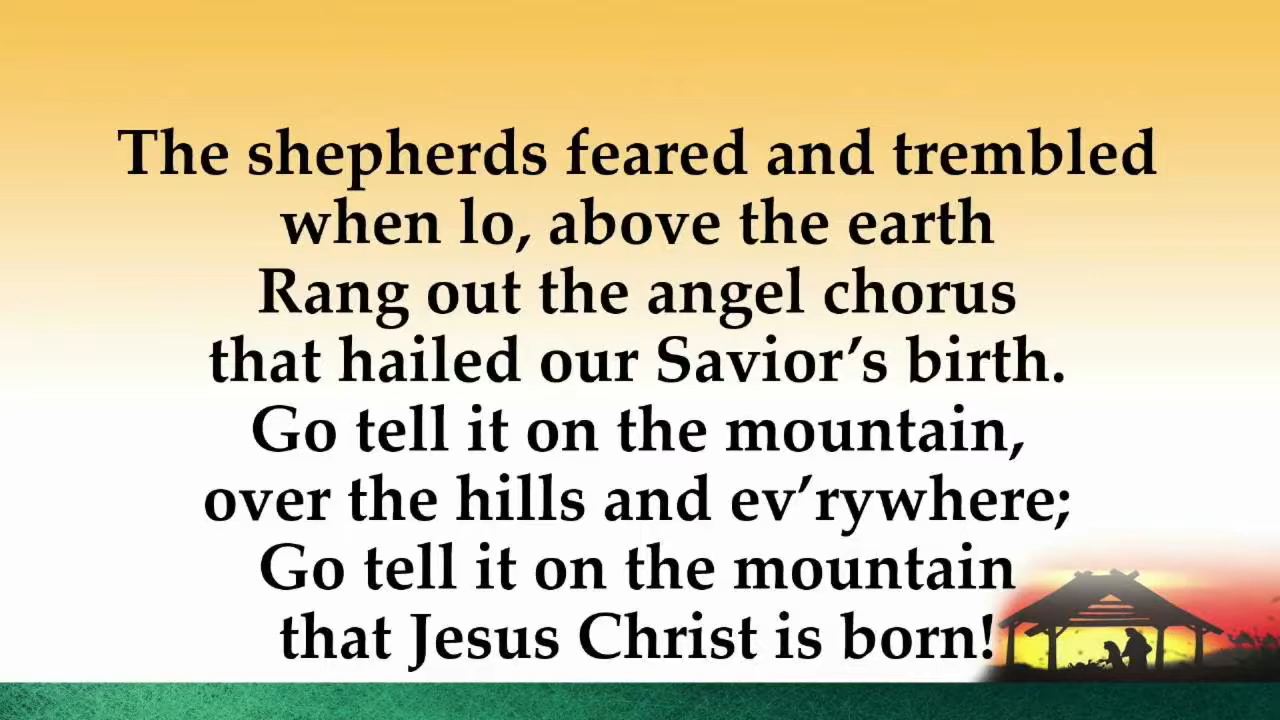 The shepherds feared and trembled
when lo, above the earth
Rang out the angel chorus
that hailed our Savior’s birth.
Go tell it on the mountain,
over the hills and ev’rywhere;
Go tell it on the mountain
that Jesus Christ is born!